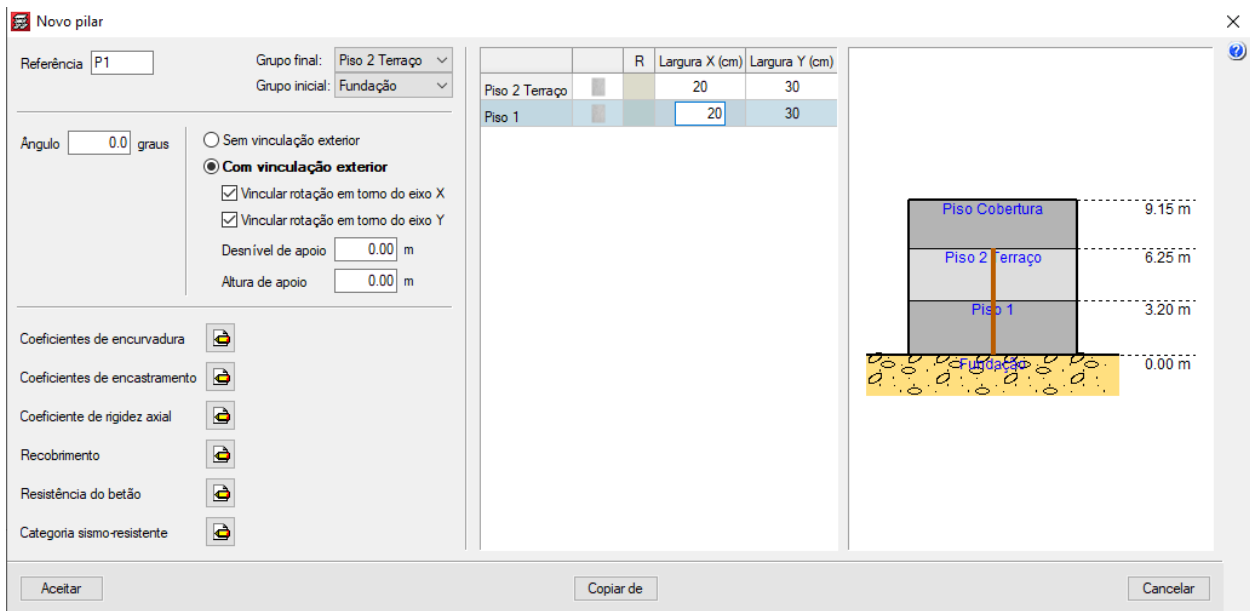 Novo pilar
Referência P1
Grupo final: Piso 2 Terraço
Grupo inicial: Fundação
Ângulo 0.0 graus
Sem vinculação exterior
Com vinculação exterior
Vincular rotação em torno do eixo X
Vincular rotação em torno do eixo Y
Desnível de apoio 0.00 m
Altura de apoio 0.00 m
Coeficientes de encurvadura
Coeficientes de encastramento
Coeficiente de rigidez axial
Recobrimento
Resistência do betão
Categoria sismo-resistente
R Largura X (cm) Largura Y (cm)
Piso 2 Terraço 20 30
Piso 1 20 30
Piso Cobertura 9.15 m
Piso 2 Terraço 6.25 m
Piso 1 3.20 m
Fundação 0.00 m
Aceitar Copiar de Cancelar